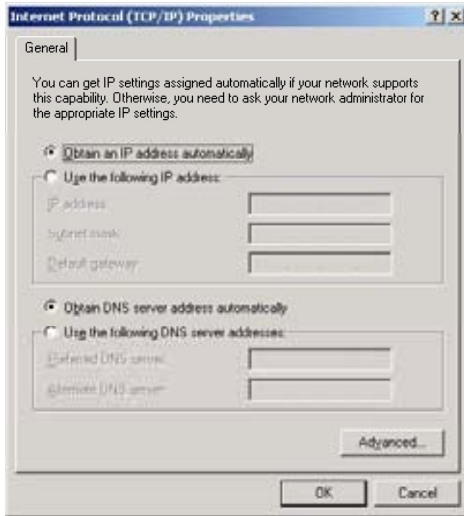 Internet Protocol (TCP/IP) Properties
General
You can get IP settings assigned automatically if your network supports
this capability. Otherwise, you need to ask your network administrator for
the appropriate IP settings.
Obtain an IP address automatically
Use the following IP address:
IP address:
Subnet mask:
Default gateway:
Obtain DNS server address automatically
Use the following DNS server addresses:
Preferred DNS server:
Alternate DNS server:
Advanced...
OK
Cancel